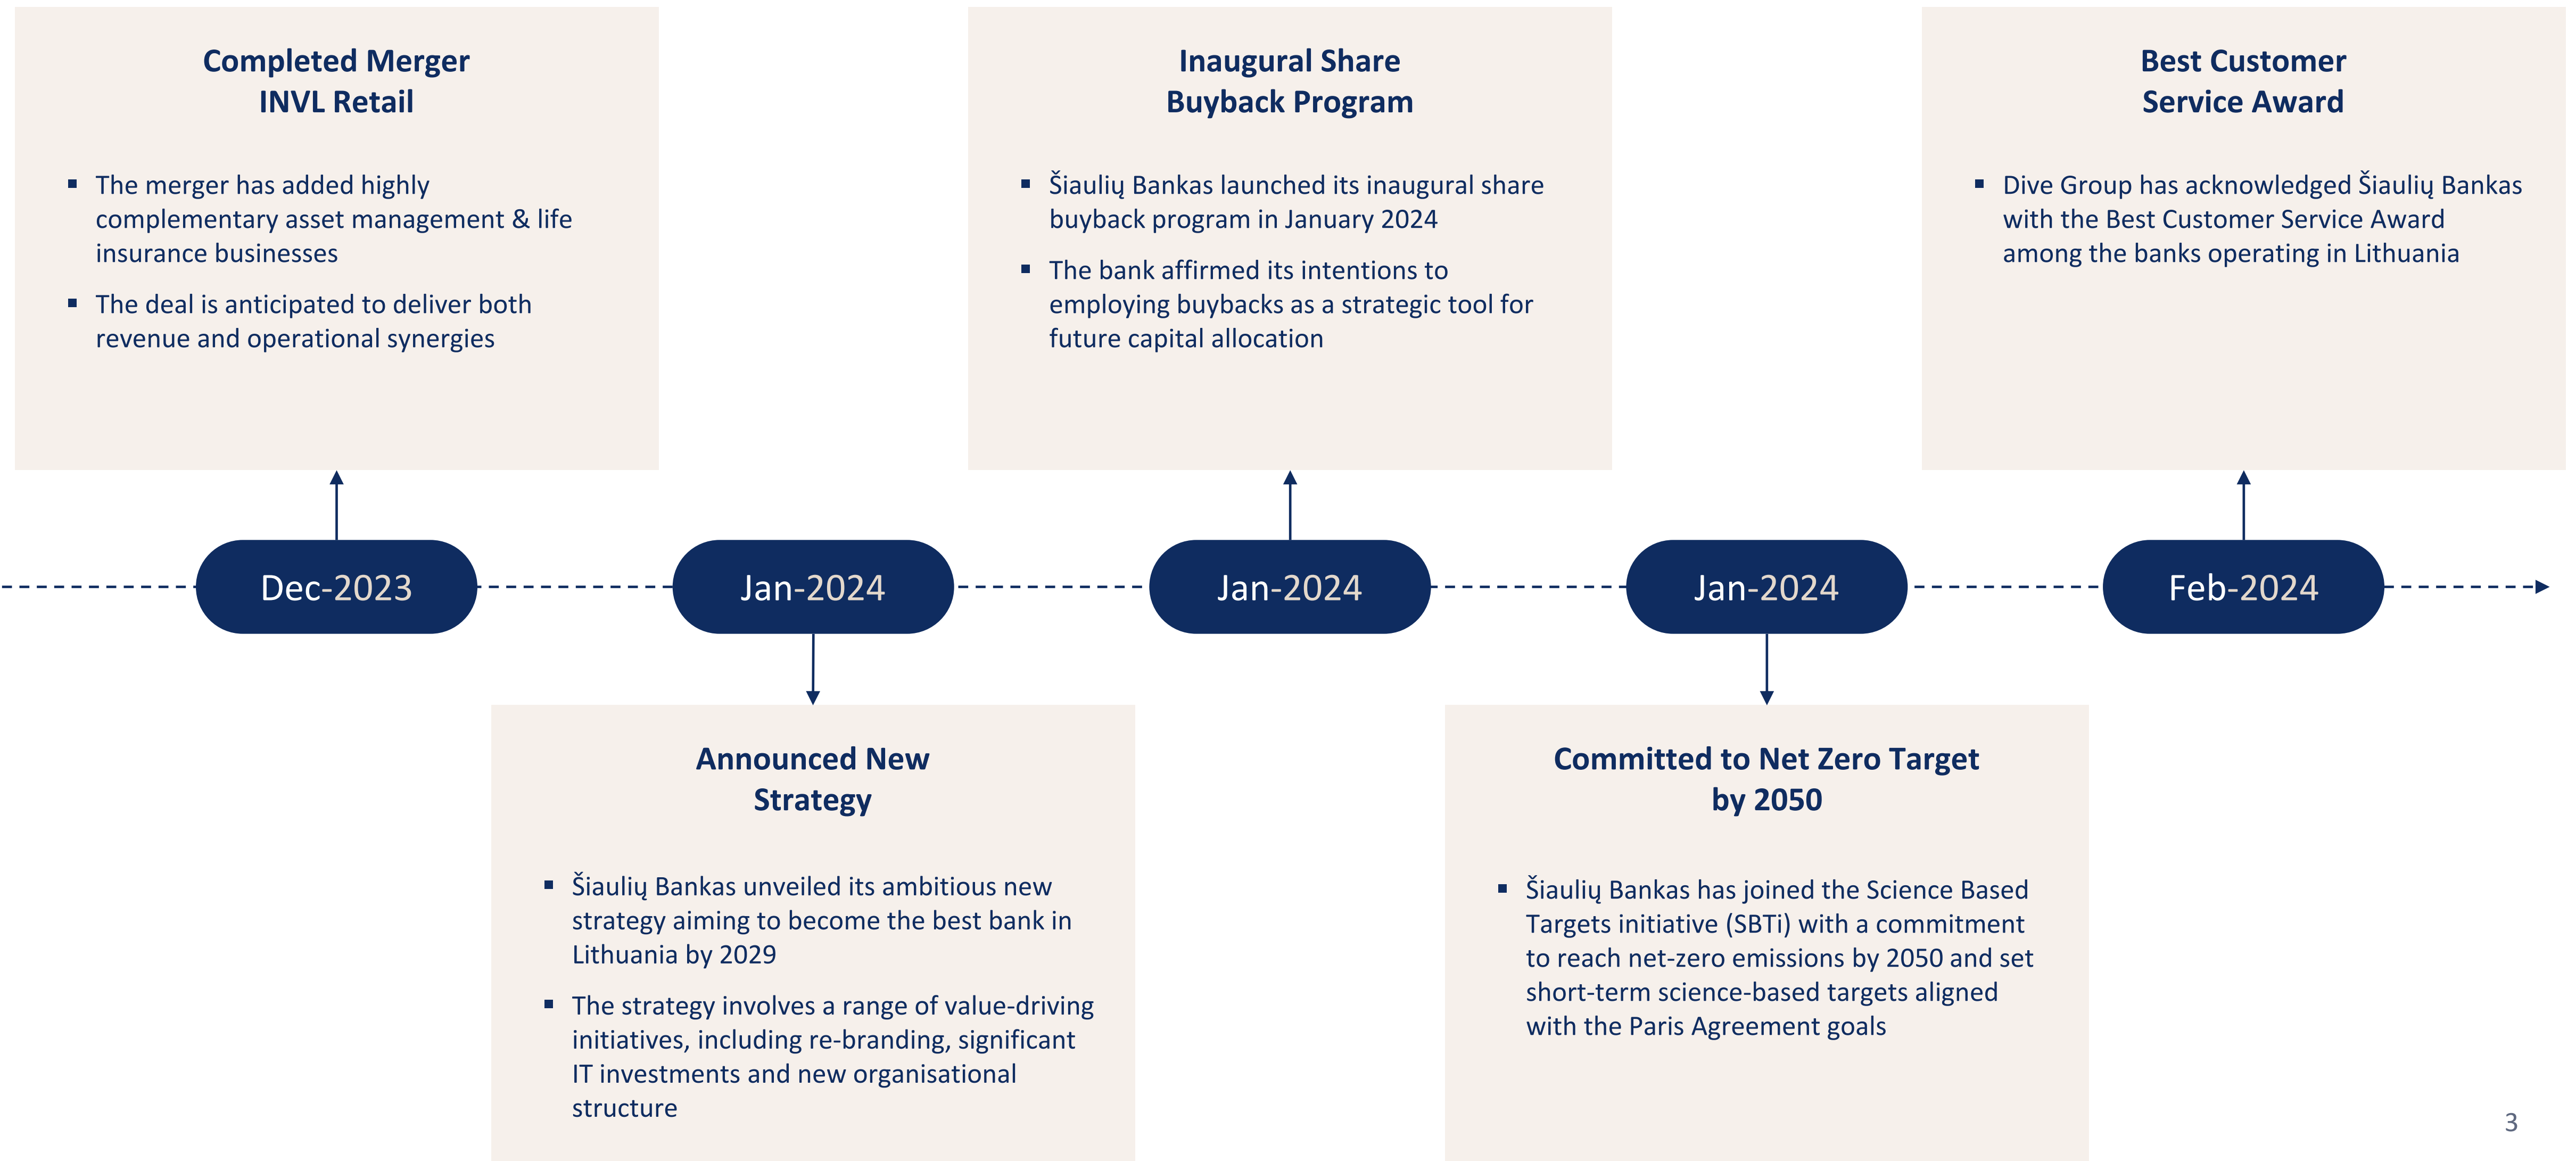 Completed Merger
INVL Retail
▪ The merger has added highly
complementary asset management & life
insurance businesses
▪ The deal is anticipated to deliver both
revenue and operational synergies
Inaugural Share
Buyback Program
▪ Šiaulių Bankas launched its inaugural share
buyback program in January 2024
▪ The bank affirmed its intentions to
employing buybacks as a strategic tool for
future capital allocation
Best Customer
Service Award
▪ Dive Group has acknowledged Šiaulių Bankas
with the Best Customer Service Award
among the banks operating in Lithuania
Dec-2023
Jan-2024
Jan-2024
Jan-2024
Feb-2024
Announced New
Strategy
▪ Šiaulių Bankas unveiled its ambitious new
strategy aiming to become the best bank in
Lithuania by 2029
▪ The strategy involves a range of value-driving
initiatives, including re-branding, significant
IT investments and new organisational
structure
Committed to Net Zero Target
by 2050
▪ Šiaulių Bankas has joined the Science Based
Targets initiative (SBTi) with a commitment
to reach net-zero emissions by 2050 and set
short-term science-based targets aligned
with the Paris Agreement goals
3